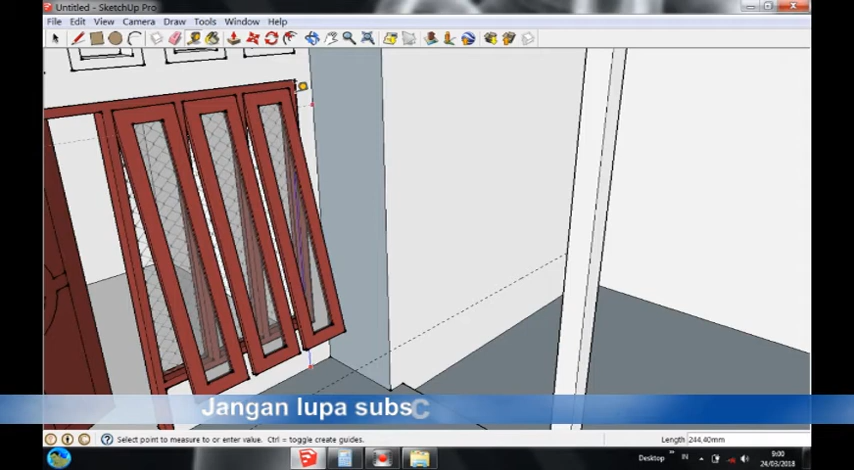 Untitled - SketchUp Pro
File Edit View Camera Draw Tools Window Help
Jangan lupa subsC
Select point to measure to or enter value. Ctrl = toggle create guides.
Length 244,40mm
Desktop
IN
9:00
24/03/2018